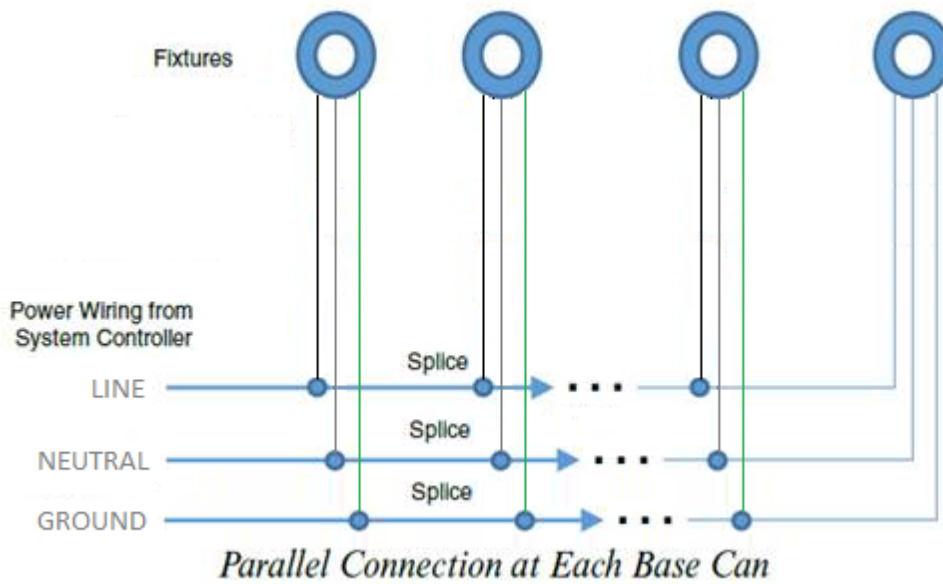 Fixtures
Power Wiring from
System Controller
Splice
LINE
Splice
NEUTRAL
Splice
GROUND
Parallel Connection at Each Base Can